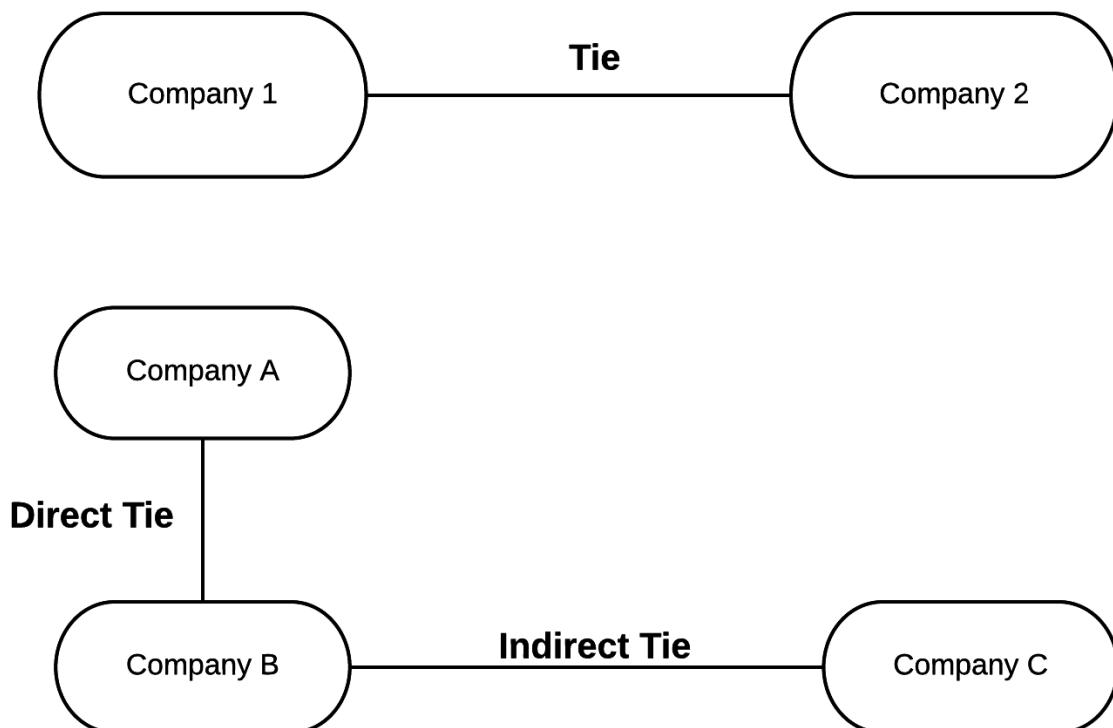 Tie
Company 1
Company 2
Company A
Direct Tie
Indirect Tie
Company B
Company C